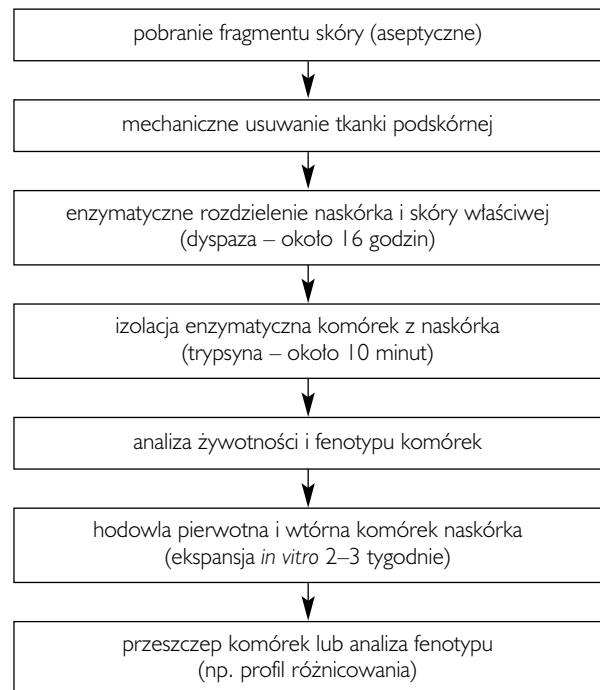 pobranie fragmentu skóry (aseptyczne)
mechaniczne usuwanie tkanki podskórnej
enzymatyczne rozdzielenie naskórka i skóry właściwej
(dyspaza – około 16 godzin)
izolacja enzymatyczna komórek z naskórka
(trypsyna – około 10 minut)
analiza żywotności i fenotypu komórek
hodowla pierwotna i wtórna komórek naskórka
(ekspansja in vitro 2–3 tygodnie)
przeszczep komórek lub analiza fenotypu
(np. profil różnicowania)